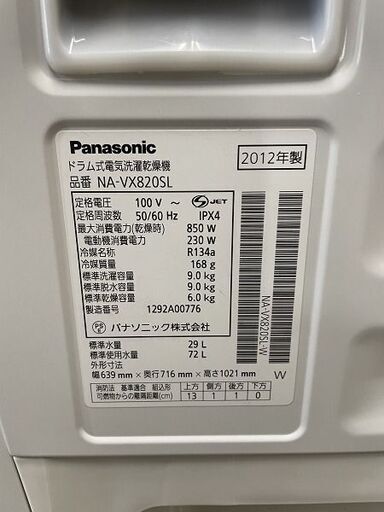 Panasonic
ドラム式電気洗濯乾燥機
2012年製
品番 NA-VX820SL
定格電圧 100 V ～ S JET
定格周波数 50/60 Hz IPX4
最大消費電力(乾燥時) 850 W
電動機消費電力 230 W
冷媒名称 R134a
冷媒質量 168 g
標準洗濯容量 9.0 kg
標準脱水容量 9.0 kg
標準乾燥容量 6.0 kg
製造番号 1292A00776
PSE パナソニック株式会社
標準水量 29 L
標準使用水量 72 L
外形寸法
幅639 mm × 奥行716 mm × 高さ1021 mm
消防法 基準適合 組込形 上方 側方 後方 下方
可燃物からの離隔距離(cm) 13 1 1 0
NA-VX820SL-W
W